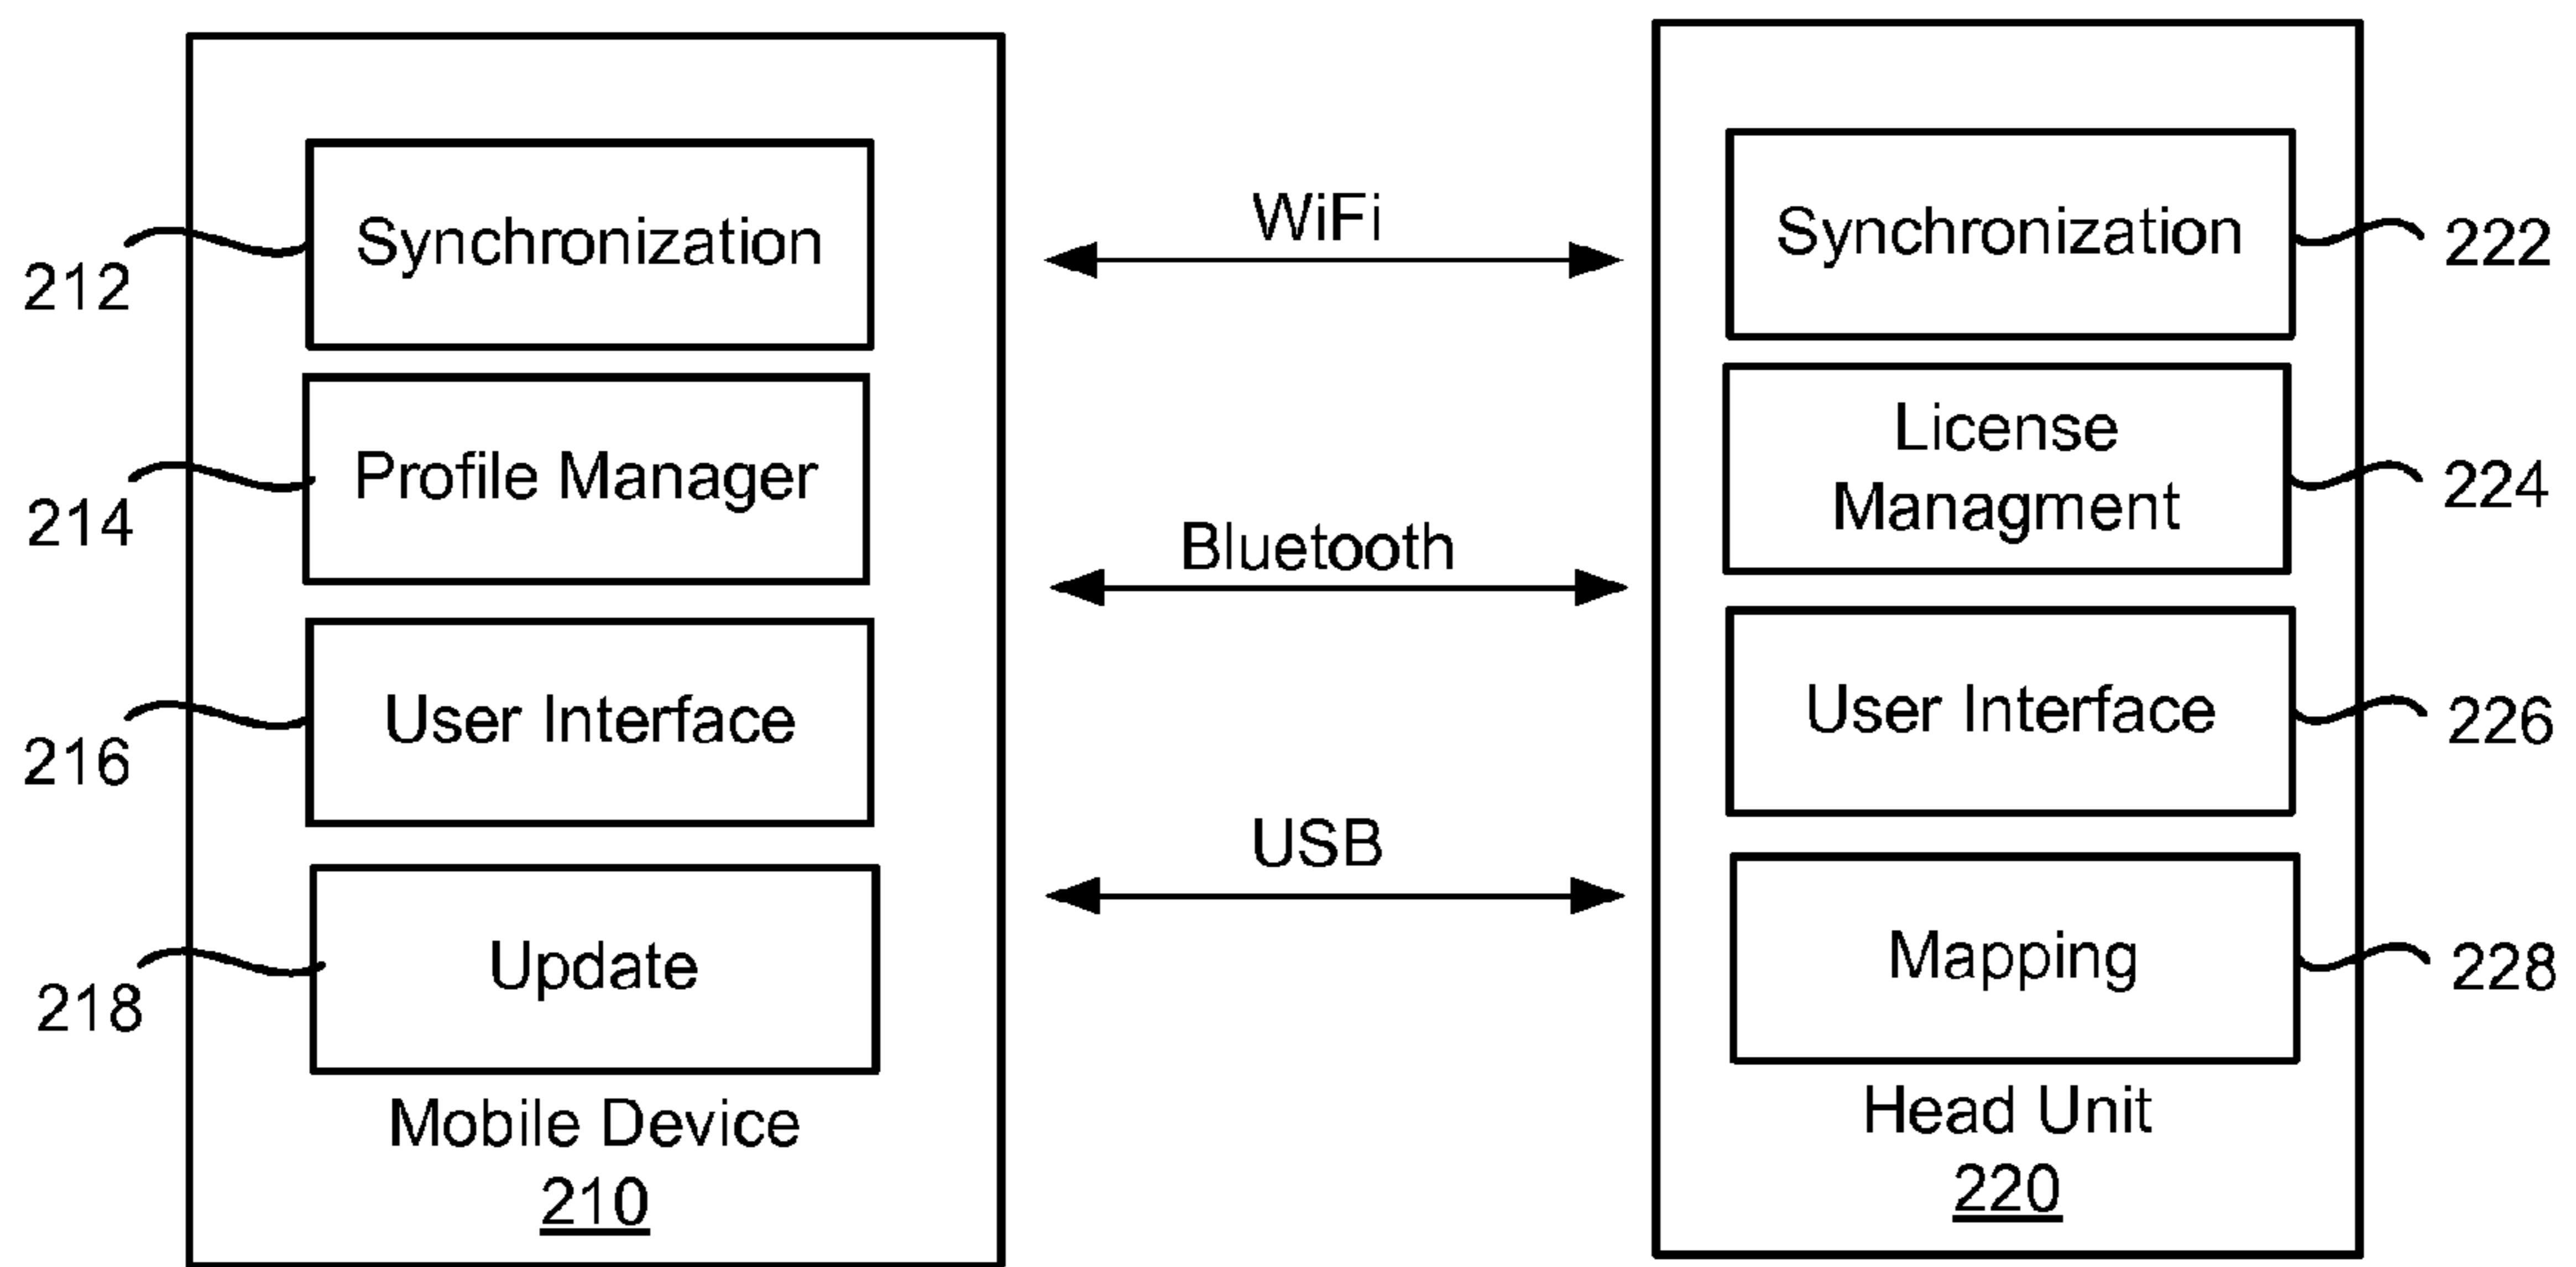 Synchronization
212
Profile Manager
214
User Interface
216
Update
218
Mobile Device
210
WiFi
Bluetooth
USB
Synchronization
222
License
Managment
224
User Interface
226
Mapping
228
Head Unit
220